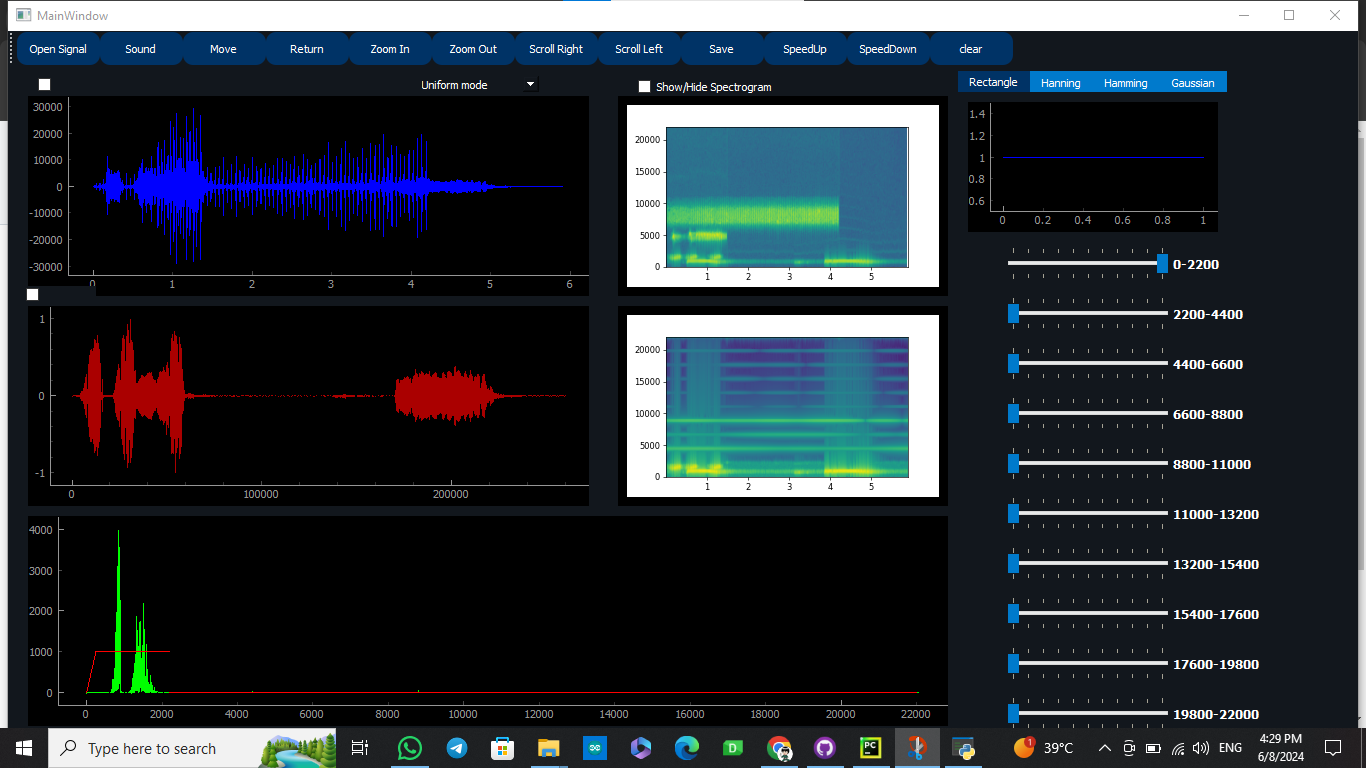 MainWindow
Open Signal Sound Move Return Zoom In Zoom Out Scroll Right Scroll Left Save SpeedUp SpeedDown clear
Uniform mode
Show/Hide Spectrogram
Rectangle Hanning Hamming Gaussian
30000
20000
10000
0
-10000
-20000
-30000
0 1 2 3 4 5 6
20000
15000
10000
5000
0
1 2 3 4 5
1.4
1.2
1
0.8
0.6
0 0.2 0.4 0.6 0.8 1
0-2200
2200-4400
4400-6600
6600-8800
8800-11000
11000-13200
13200-15400
15400-17600
17600-19800
19800-22000
1
0
-1
0 100000 200000
20000
15000
10000
5000
0
1 2 3 4 5
4000
3000
2000
1000
0
0 2000 4000 6000 8000 10000 12000 14000 16000 18000 20000 22000
Type here to search
D
PC
1
39°C
ENG
4:29 PM
6/8/2024